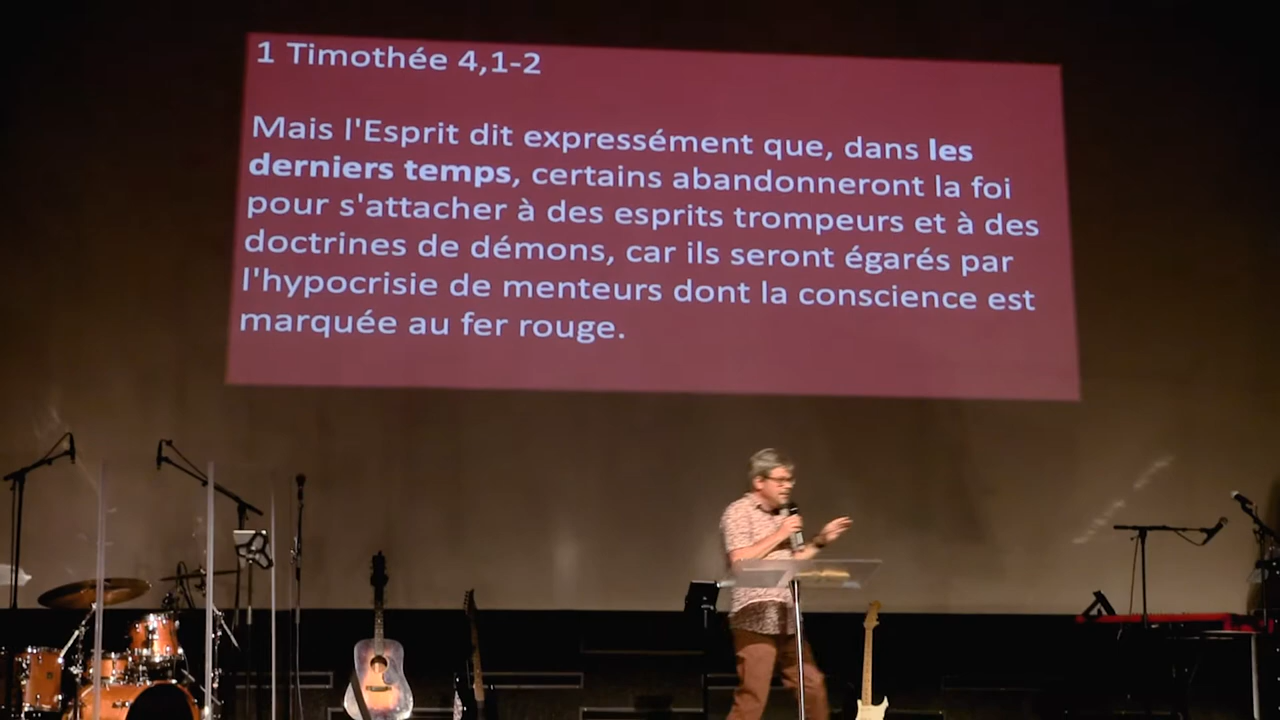 1 Timothée 4,1-2
Mais l'Esprit dit expressément que, dans les
derniers temps, certains abandonneront la foi
pour s'attacher à des esprits trompeurs et à des
doctrines de démons, car ils seront égarés par
l'hypocrisie de menteurs dont la conscience est
marquée au fer rouge.